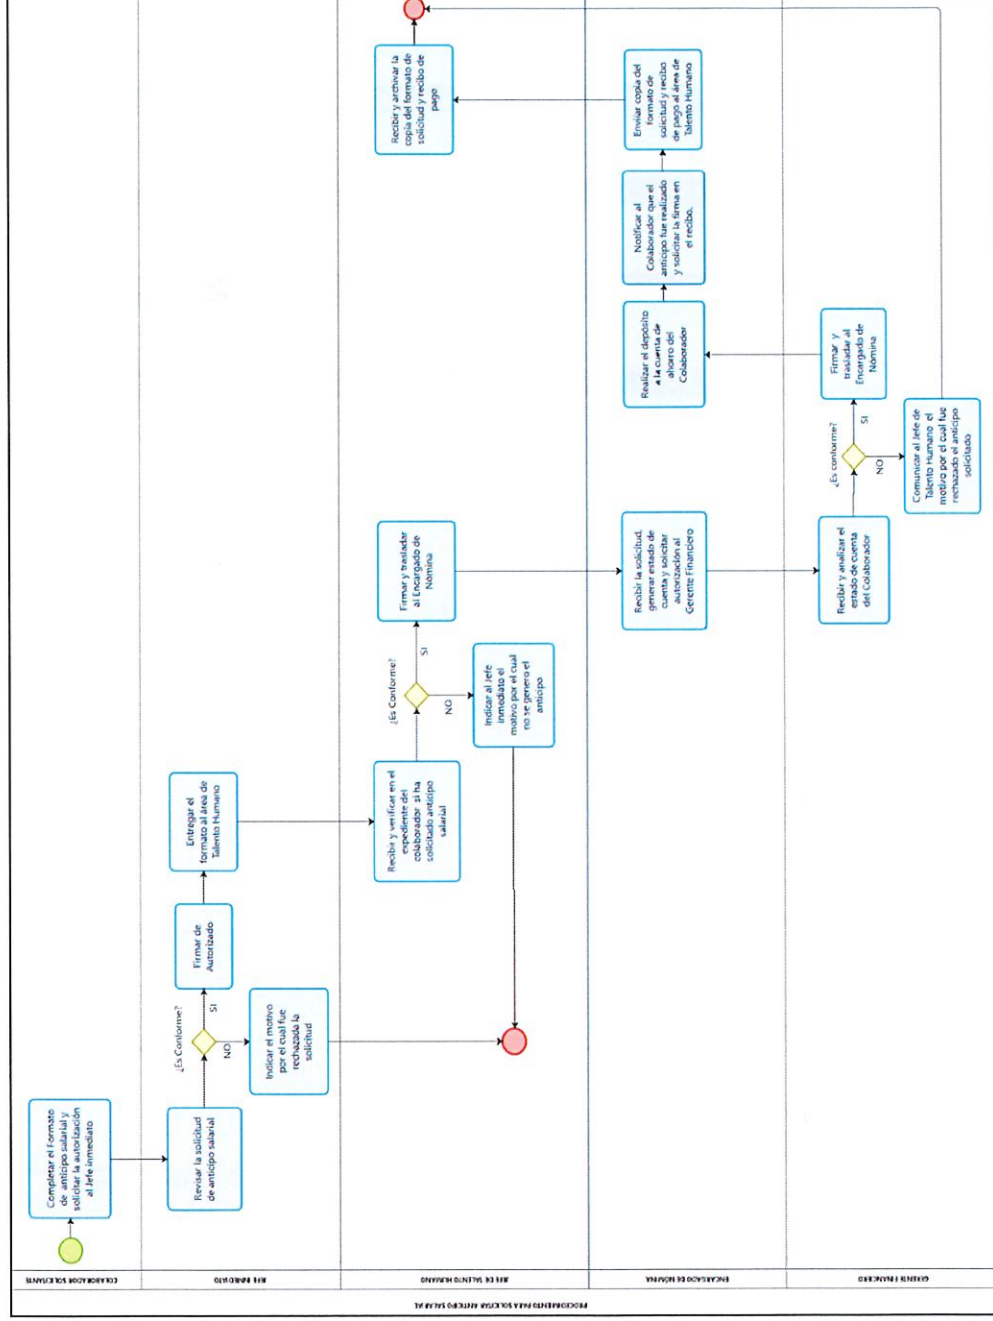 PROCEDIMIENTO PARA SOLICITAR ANTICIPO SALARIAL
COLABORADOR SOLICITANTE
Completar el Formato
de anticipo salarial y
solicitar la autorización
al Jefe inmediato
JEFE INMEDIATO
Revisar la solicitud
de anticipo salarial
¿Es Conforme?
SI
NO
Indicar el motivo
por el cual fue
rechazada la
solicitud
Firmar de
Autorizado
Entregar el
formato al área de
Talento Humano
JEFE DE TALENTO HUMANO
Recibir y verificar en el
expediente del
colaborador si ha
solicitado anticipo
salarial
¿Es Conforme?
SI
NO
Indicar al Jefe
inmediato el
motivo por el cual
no se genero el
anticipo
Firmar y trasladar
al Encargado de
Nómina
Recibir y archivar la
copia del formato de
solicitud y recibo de
pago
ENCARGADO DE NÓMINA
Recibir la solicitud,
generar estado de
cuenta y solicitar
autorización al
Gerente Financiero
Realizar el depósito
a la cuenta de
ahorro del
Colaborador
Notificar al
Colaborador que el
anticipo fue realizado
y solicitar la firma en
el recibo.
Enviiar copia del
formato de
solicitud y recibo
de pago al área de
Talento Humano
GERENTE FINANCIERO
Recibir y analizar el
estado de cuenta
del Colaborador
¿Es conforme?
SI
NO
Comunicar al Jefe de
Talento Humano el
motivo por el cual fue
rechazado el anticipo
solicitado
Firmar y
trasladar al
Encargado de
Nómina